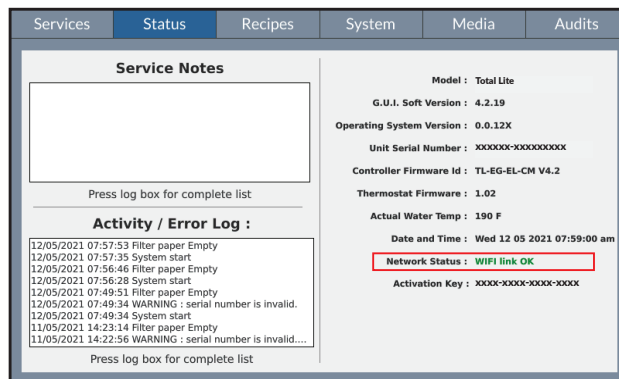 Services Status Recipes System Media Audits
Service Notes
Press log box for complete list
Activity / Error Log :
12/05/2021 07:57:53 Filter paper Empty
12/05/2021 07:57:35 System start
12/05/2021 07:56:46 Filter paper Empty
12/05/2021 07:56:28 System start
12/05/2021 07:49:51 Filter paper Empty
12/05/2021 07:49:34 WARNING : serial number is invalid.
12/05/2021 07:49:34 System start
11/05/2021 14:23:14 Filter paper Empty
11/05/2021 14:22:56 WARNING : serial number is invalid....
Press log box for complete list
Model : Total Lite
G.U.I. Soft Version : 4.2.19
Operating System Version : 0.0.12X
Unit Serial Number : XXXXXX-XXXXXXXXX
Controller Firmware Id : TL-EG-EL-CM V4.2
Thermostat Firmware : 1.02
Actual Water Temp : 190 F
Date and Time : Wed 12 05 2021 07:59:00 am
Network Status : WIFI link OK
Activation Key : XXXX-XXXX-XXXX-XXXX